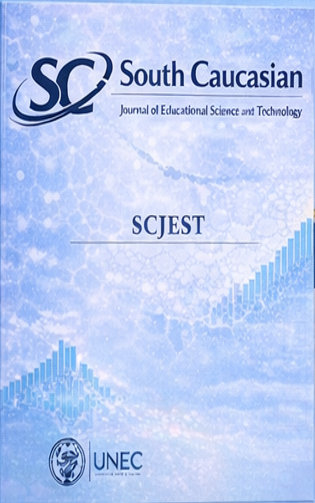 SC
South Caucasian
Journal of Educational Science and Technology
SCJEST
UNEC